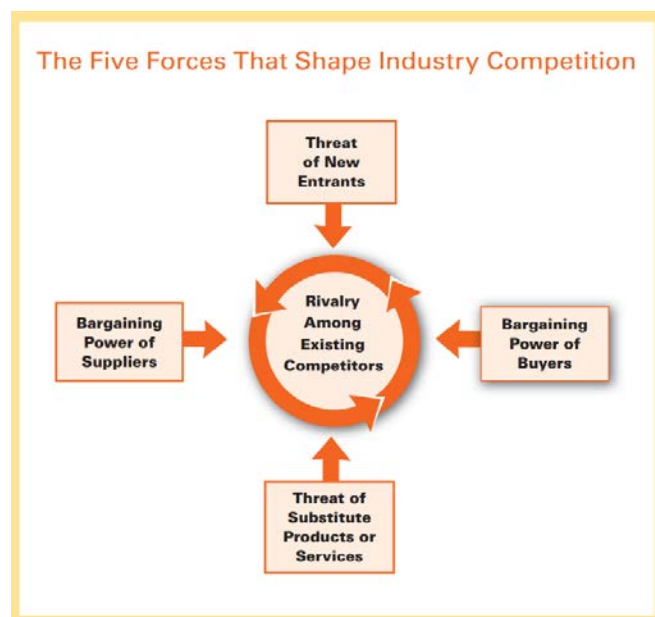 The Five Forces That Shape Industry Competition
Threat
of New
Entrants
Bargaining
Power of
Suppliers
Rivalry
Among
Existing
Competitors
Bargaining
Power of
Buyers
Threat of
Substitute
Products or
Services